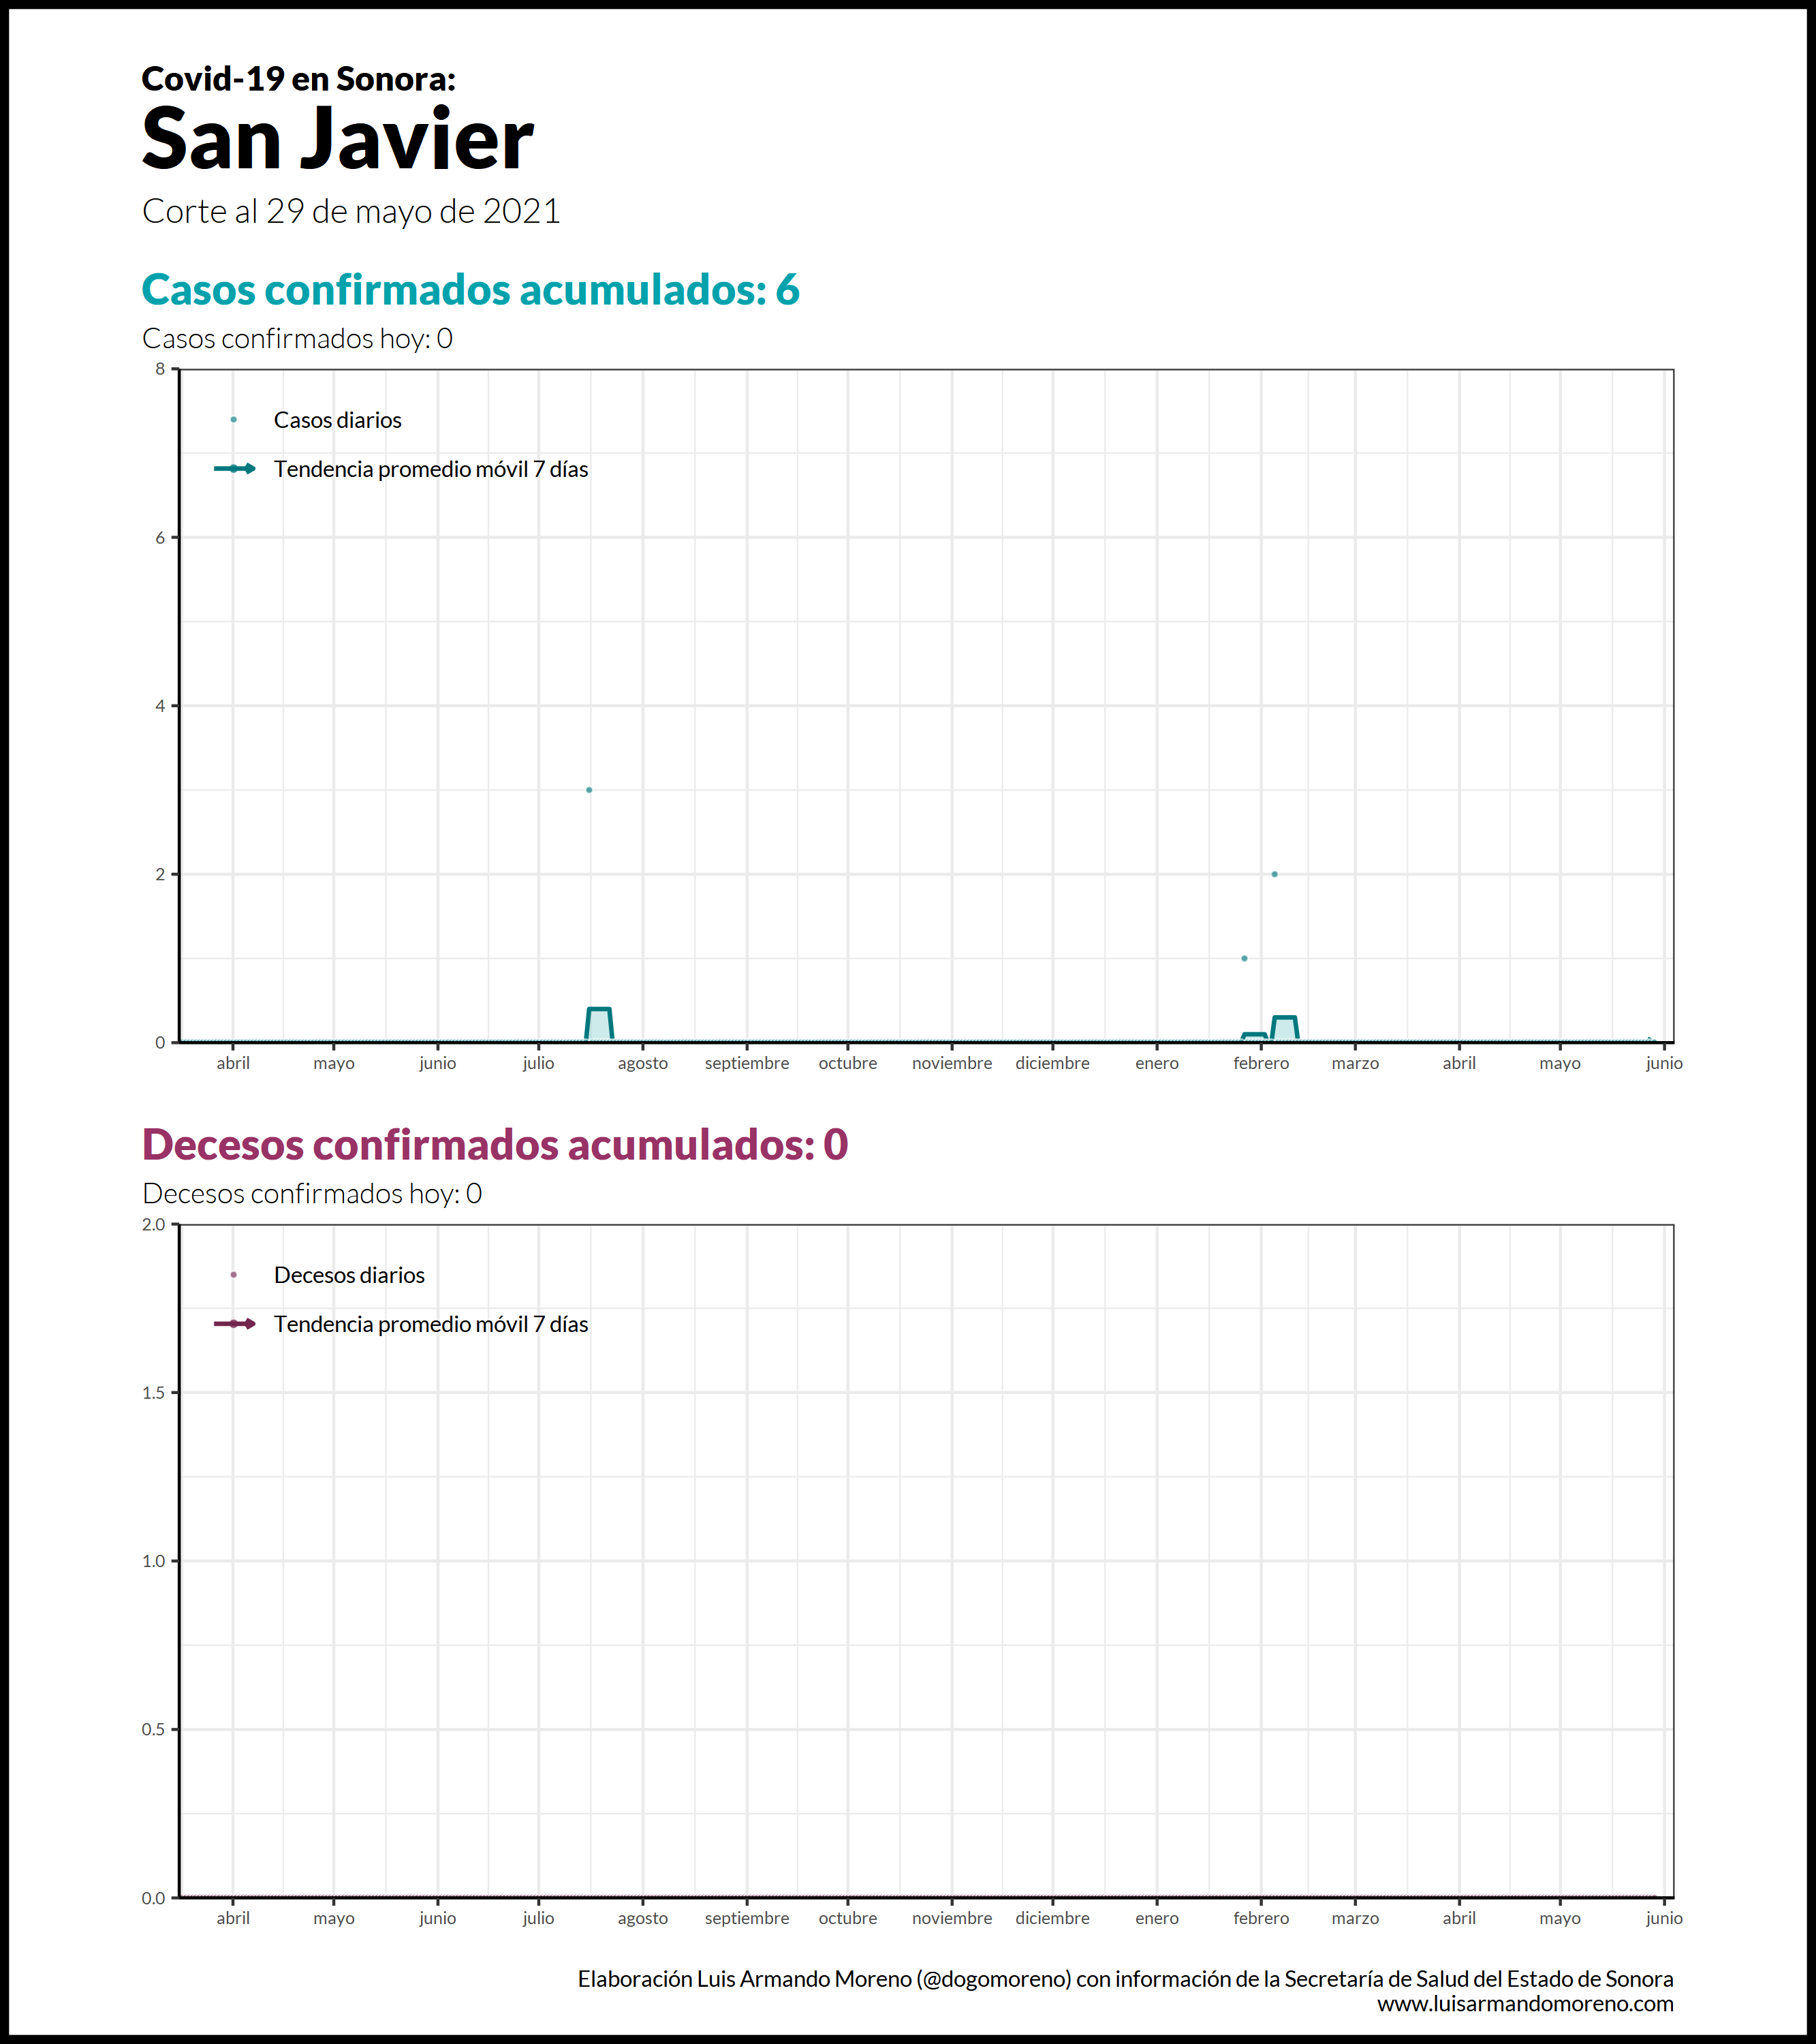 Covid-19 en Sonora:
San Javier
Corte al 29 de mayo de 2021
Casos confirmados acumulados: 6
Casos confirmados hoy: 0
8
Casos diarios
Tendencia promedio móvil 7 días
6
4
2
0
abril mayo junio julio agosto septiembre octubre noviembre diciembre enero febrero marzo abril mayo junio
Decesos confirmados acumulados: 0
Decesos confirmados hoy: 0
2.0
Decesos diarios
Tendencia promedio móvil 7 días
1.5
1.0
0.5
0.0
abril mayo junio julio agosto septiembre octubre noviembre diciembre enero febrero marzo abril mayo junio
Elaboración Luis Armando Moreno (@dogomoreno) con información de la Secretaría de Salud del Estado de Sonora
www.luisarmandomoreno.com